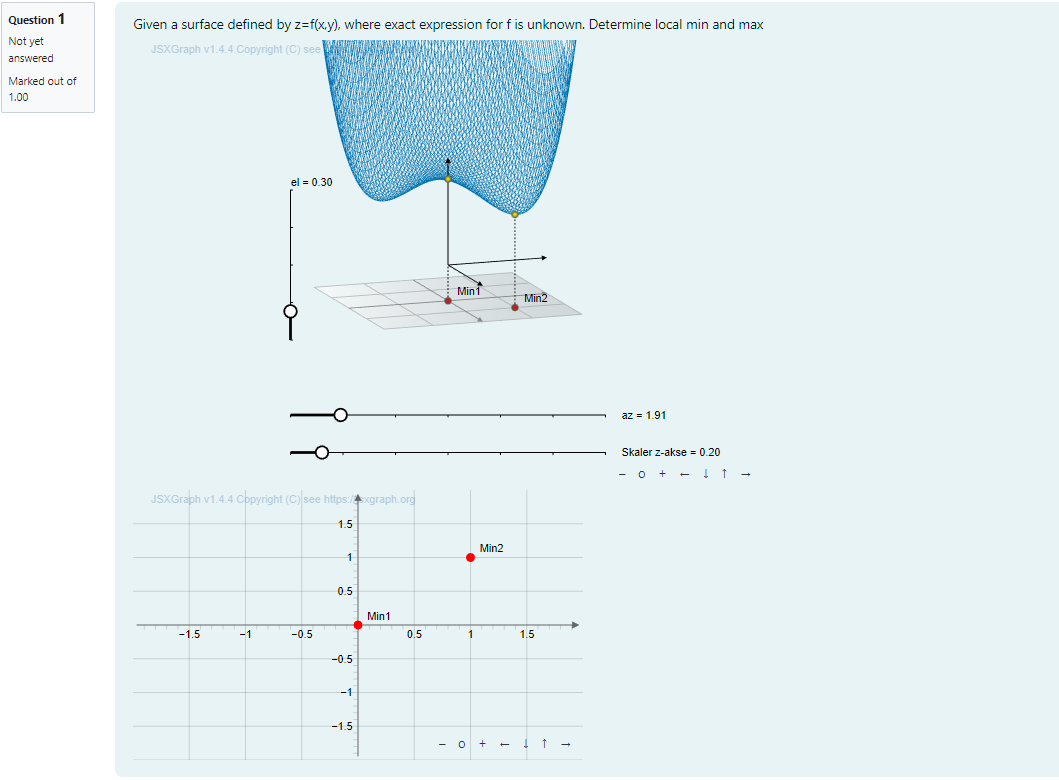 Question 1
Not yet
answered
Marked out of
1.00
Given a surface defined by z=f(x,y), where exact expression for f is unknown. Determine local min and max
JSXGraph v1.4.4 Copyright (C) see
el = 0.30
Min1
Min2
az = 1.91
Skaler z-akse = 0.20
− o + ← ↓ ↑ →
JSXGraph v1.4.4 Copyright (C) see https://jsxgraph.org
1.5
Min2
1
0.5
Min1
−1.5 −1 −0.5 0.5 1 1.5
−0.5
−1
−1.5
− o + ← ↓ ↑ →